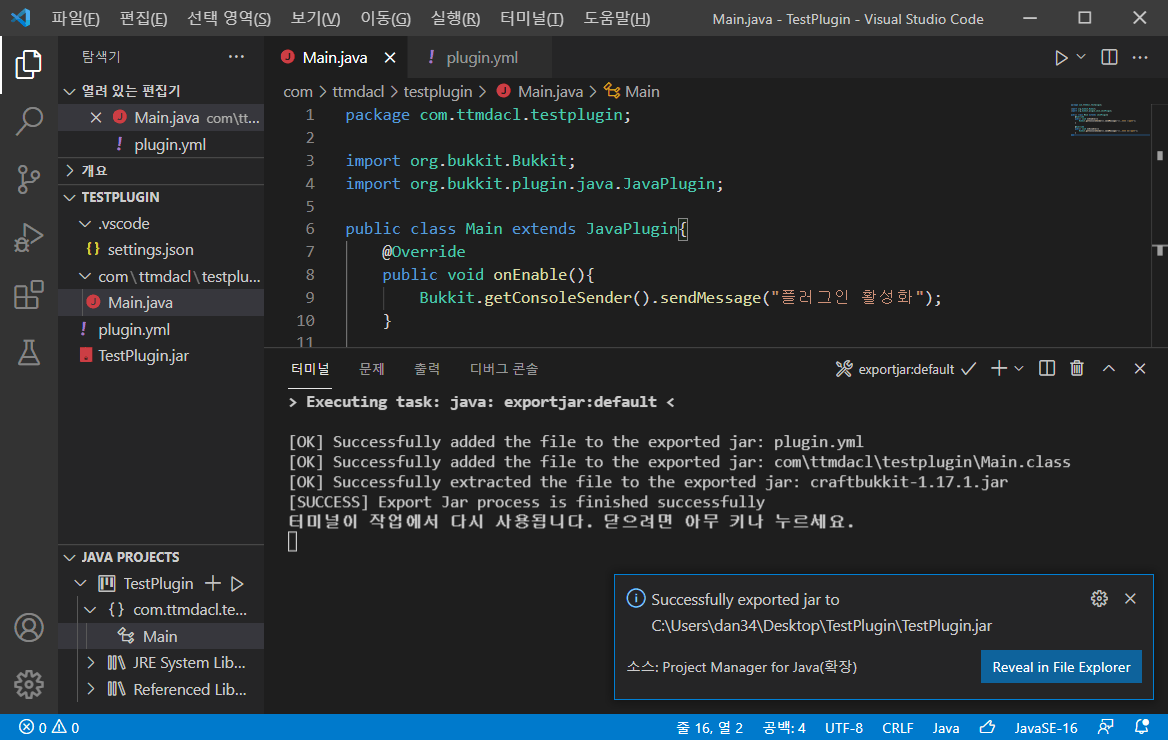 파일(F) 편집(E) 선택 영역(S) 보기(V) 이동(G) 실행(R) 터미널(T) 도움말(H) Main.java - TestPlugin - Visual Studio Code
탐색기
열려 있는 편집기
Main.java com\tt...
! plugin.yml
개요
TESTPLUGIN
.vscode
{} settings.json
com\ttmdacl\testplu...
Main.java
! plugin.yml
TestPlugin.jar
JAVA PROJECTS
TestPlugin
{} com.ttmdacl.te...
Main
JRE System Lib...
Referenced Lib...
Main.java ! plugin.yml
com > ttmdacl > testplugin > Main.java > Main
1 package com.ttmdacl.testplugin;
2
3 import org.bukkit.Bukkit;
4 import org.bukkit.plugin.java.JavaPlugin;
5
6 public class Main extends JavaPlugin{
7 @Override
8 public void onEnable(){
9 Bukkit.getConsoleSender().sendMessage("플러그인 활성화");
10 }
11
터미널 문제 출력 디버그 콘솔 exportjar:default
> Executing task: java: exportjar:default <
[OK] Successfully added the file to the exported jar: plugin.yml
[OK] Successfully added the file to the exported jar: com\ttmdacl\testplugin\Main.class
[OK] Successfully extracted the file to the exported jar: craftbukkit-1.17.1.jar
[SUCCESS] Export Jar process is finished successfully
터미널이 작업에서 다시 사용됩니다. 닫으려면 아무 키나 누르세요.
Successfully exported jar to
C:\Users\dan34\Desktop\TestPlugin\TestPlugin.jar
소스: Project Manager for Java(확장) Reveal in File Explorer
0 0 줄 16, 열 2 공백: 4 UTF-8 CRLF Java JavaSE-16